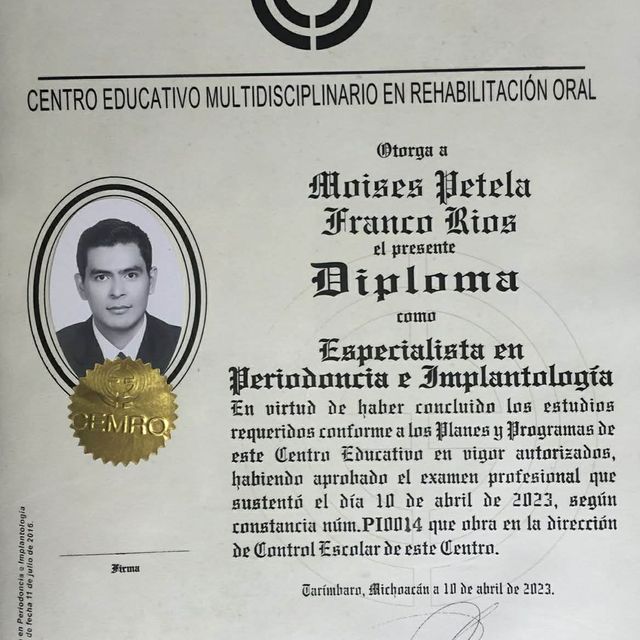 CENTRO EDUCATIVO MULTIDISCIPLINARIO EN REHABILITACIÓN ORAL
Otorga a
Moises Petela
Franco Rios
el presente
Diploma
como
Especialista en
Periodoncia e Implantología
En virtud de haber concluido los estudios
requeridos conforme a los Planes y Programas de
este Centro Educativo en vigor autorizados,
habiendo aprobado el examen profesional que
sustentó el día 10 de abril de 2023, según
constancia núm.PI0014 que obra en la dirección
de Control Escolar de este Centro.
Tarímbaro, Michoacán a 10 de abril de 2023.
CEMRO
Firma
en Periodoncia e Implantología
de fecha 11 de julio de 2016.